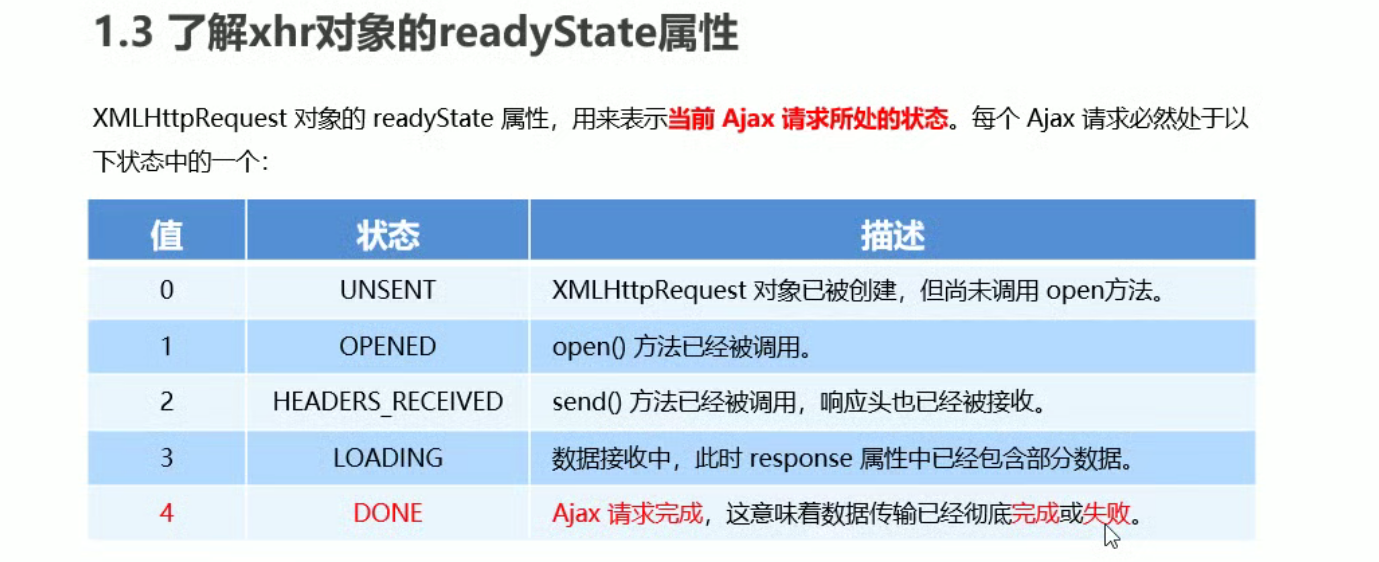 1.3 了解xhr对象的readyState属性
XMLHttpRequest 对象的 readyState 属性，用来表示当前 Ajax 请求所处的状态。每个 Ajax 请求必然处于以
下状态中的一个：
值 状态 描述
0 UNSENT XMLHttpRequest 对象已被创建，但尚未调用 open方法。
1 OPENED open() 方法已经被调用。
2 HEADERS_RECEIVED send() 方法已经被调用，响应头也已经被接收。
3 LOADING 数据接收中，此时 response 属性中已经包含部分数据。
4 DONE Ajax 请求完成，这意味着数据传输已经彻底完成或失败。